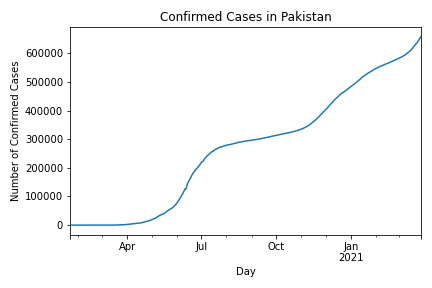 Confirmed Cases in Pakistan
Number of Confirmed Cases
600000
500000
400000
300000
200000
100000
0
Apr
Jul
Oct
Jan
2021
Day